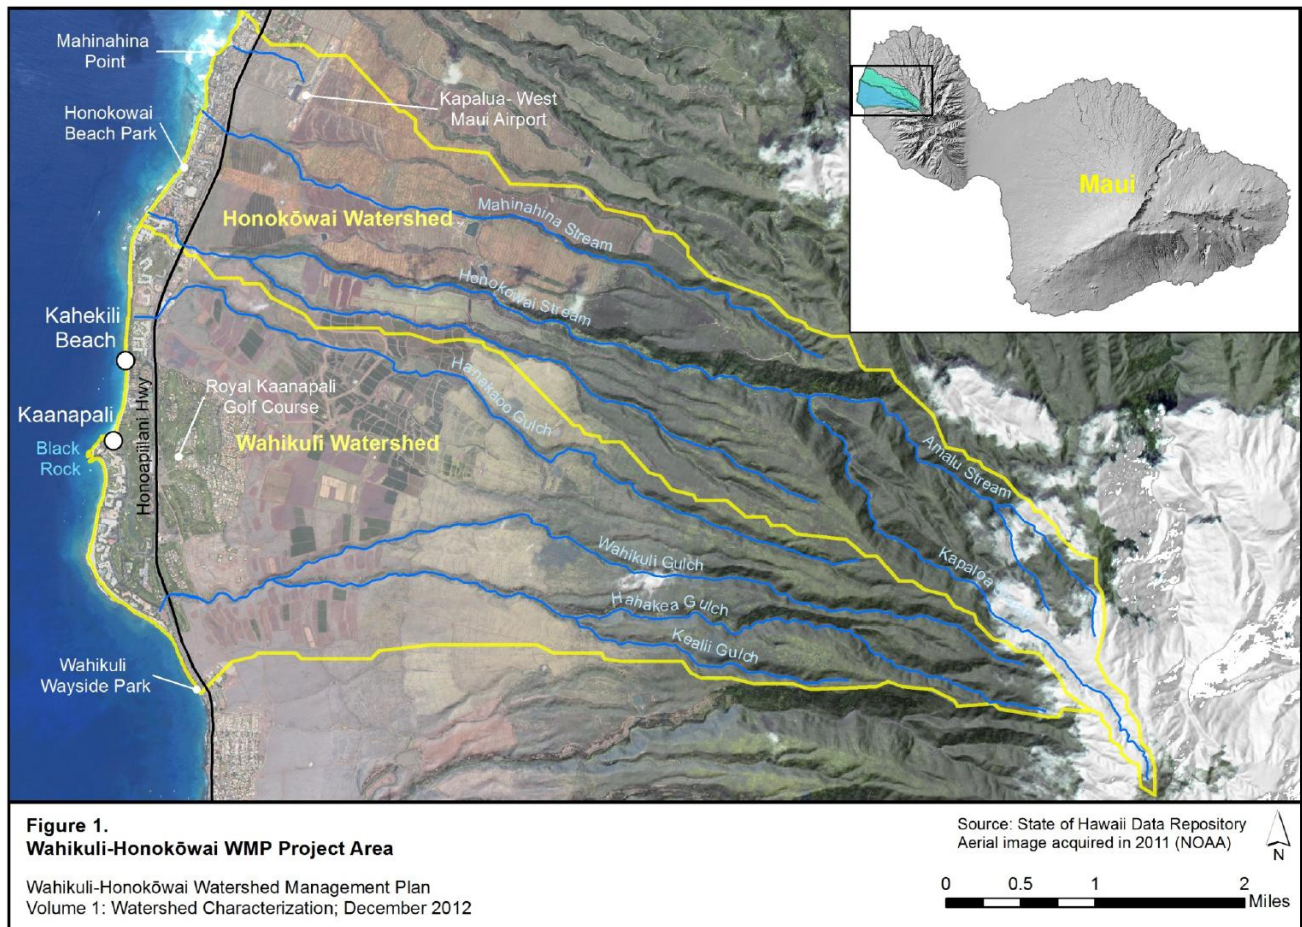 Mahinahina
Point
Honokowai
Beach Park
Kapalua- West
Maui Airport
Maui
Honokōwai Watershed
Mahinahina Stream
Honokowai Stream
Kahekili
Beach
Hanakaoo Gulch
Royal Kaanapali
Golf Course
Kaanapali
Black
Rock
Honoapiilani Hwy
Wahikuli Watershed
Amalu Stream
Kapaloa
Wahikuli Gulch
Hahakea Gulch
Kealii Gulch
Wahikuli
Wayside Park
Figure 1.
Wahikuli-Honokōwai WMP Project Area
Wahikuli-Honokōwai Watershed Management Plan
Volume 1: Watershed Characterization; December 2012
Source: State of Hawaii Data Repository
Aerial image acquired in 2011 (NOAA)
N
0 0.5 1 2
Miles